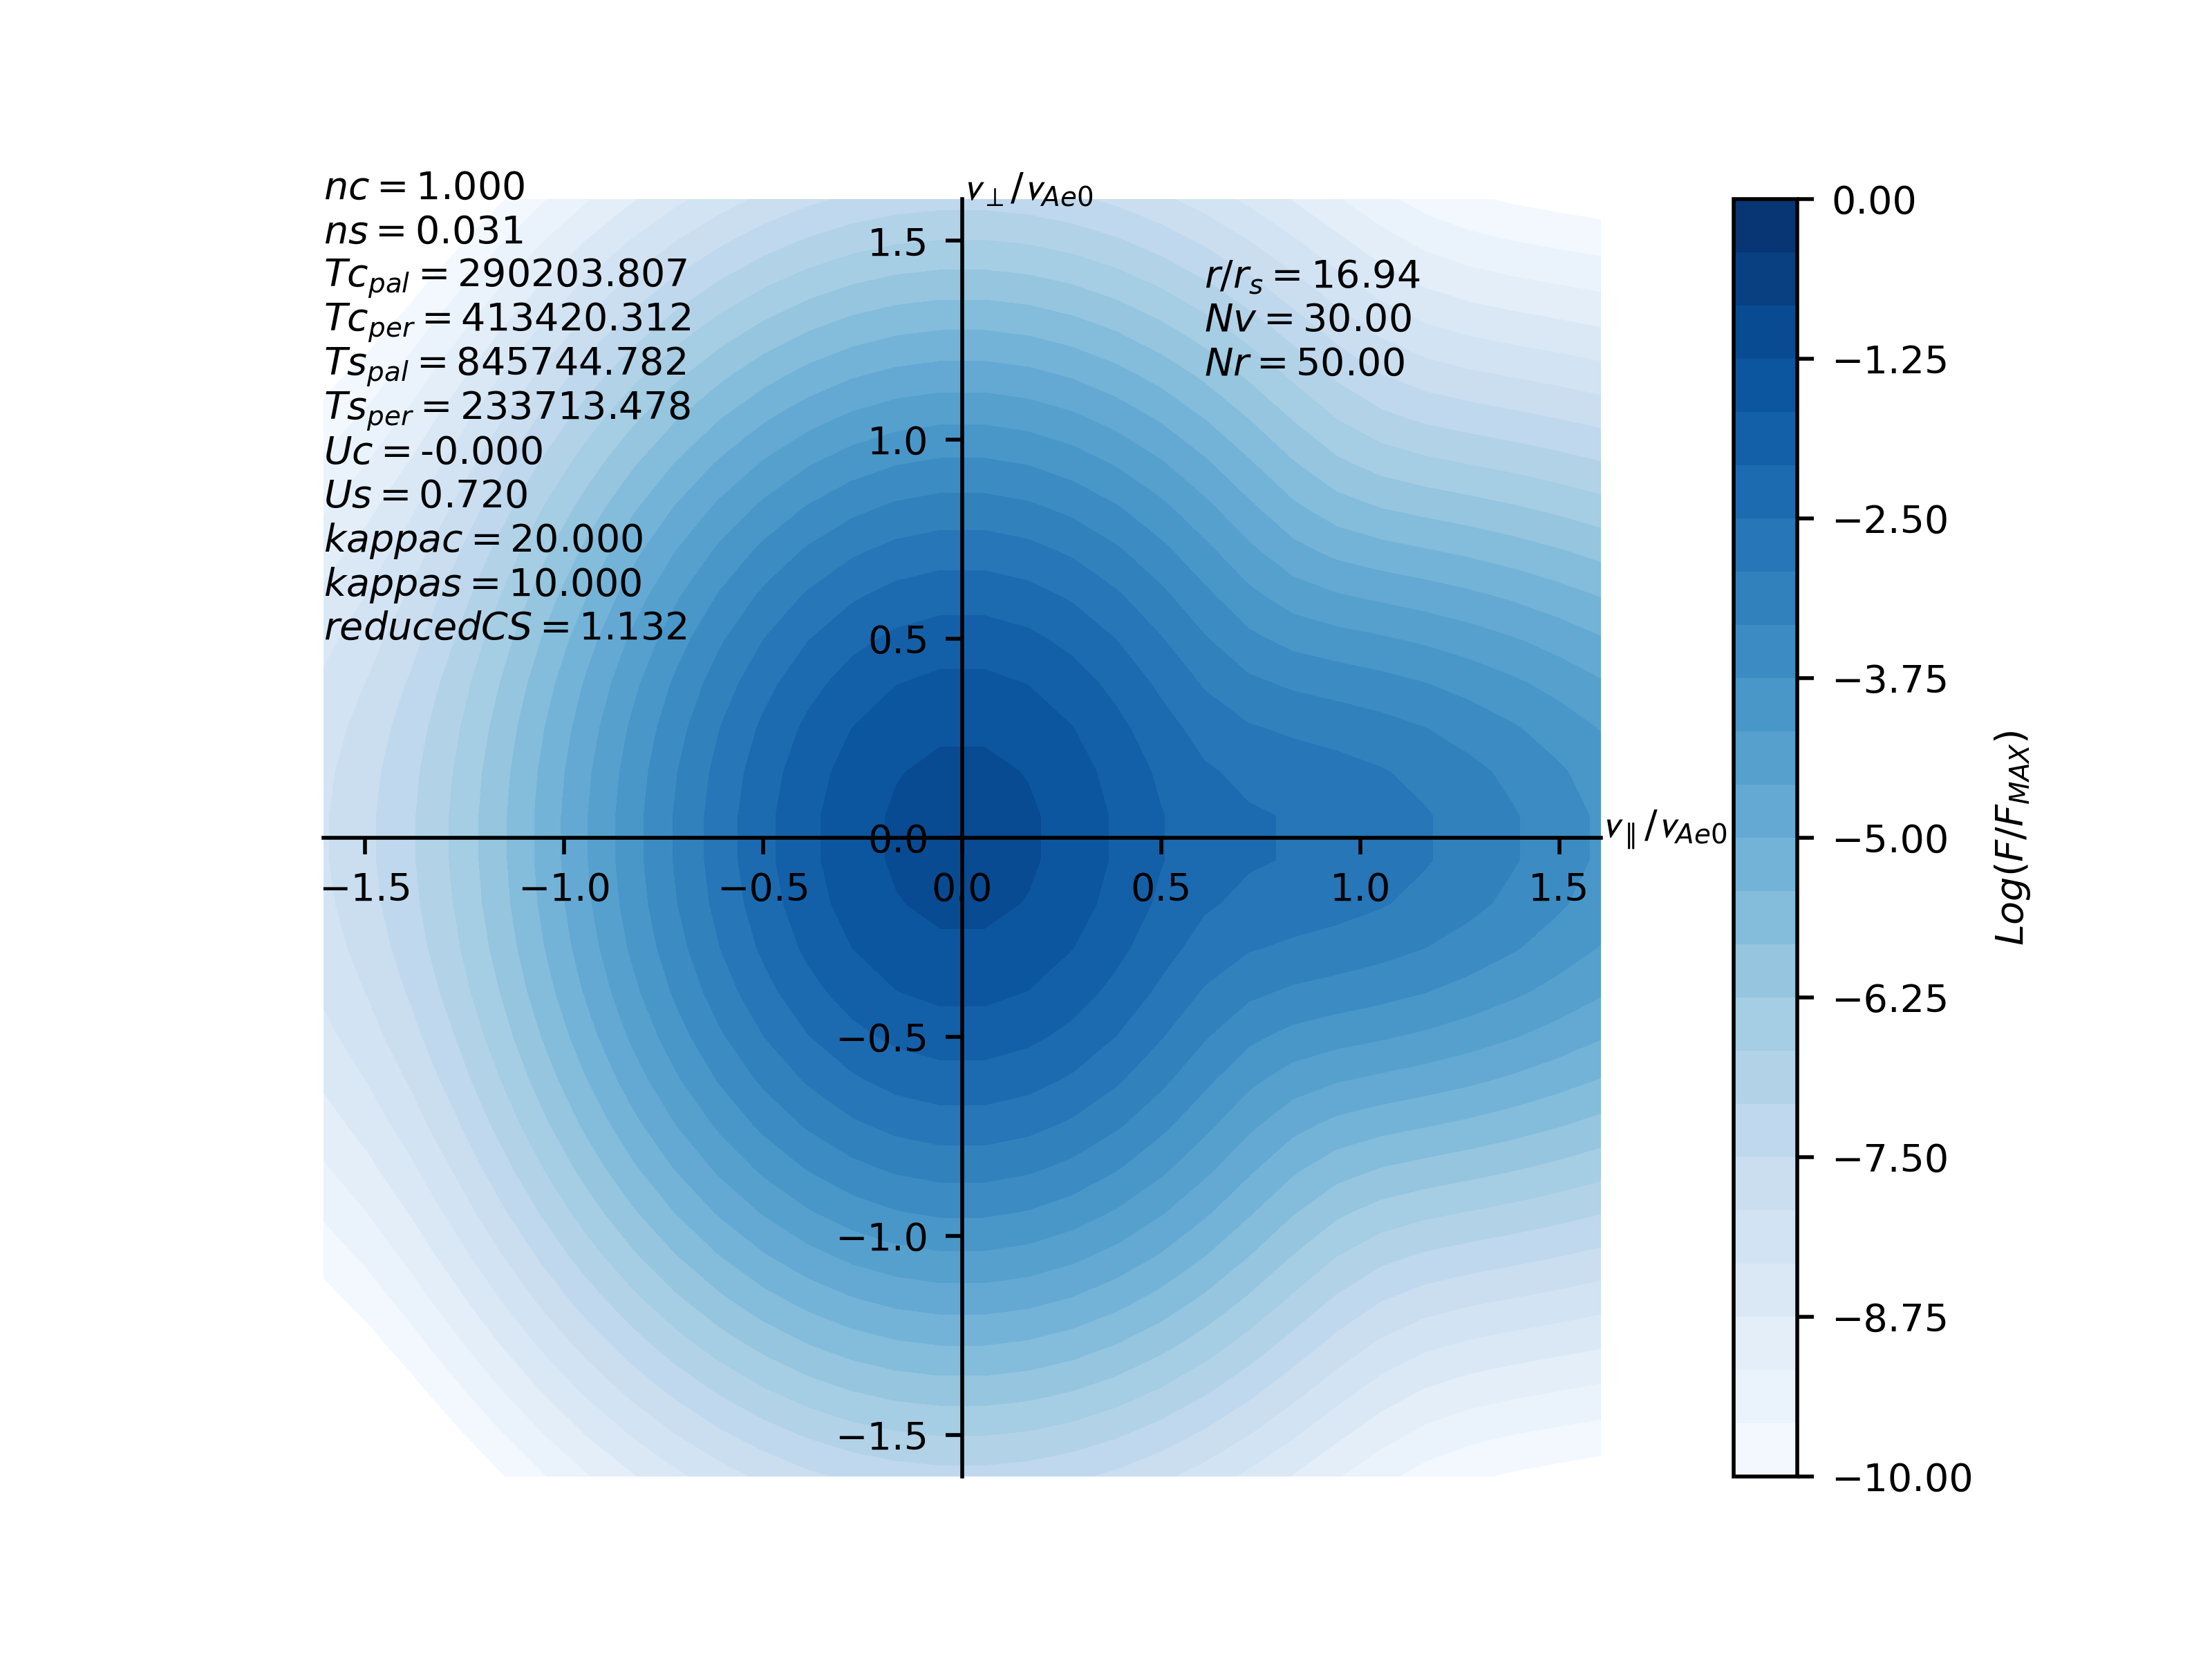 nc = 1.000
ns = 0.031
Tc_pal = 290203.807
Tc_per = 413420.312
Ts_pal = 845744.782
Ts_per = 233713.478
Uc = -0.000
Us = 0.720
kappac = 20.000
kappas = 10.000
reducedCS = 1.132
v⊥/v_Ae0
r/r_s = 16.94
Nv = 30.00
Nr = 50.00
1.5
1.0
0.5
0.0
−0.5
−1.0
−1.5
−1.5 −1.0 −0.5 0.0 0.5 1.0 1.5
v∥/v_Ae0
0.00
−1.25
−2.50
−3.75
−5.00
−6.25
−7.50
−8.75
−10.00
Log(F/F_MAX)